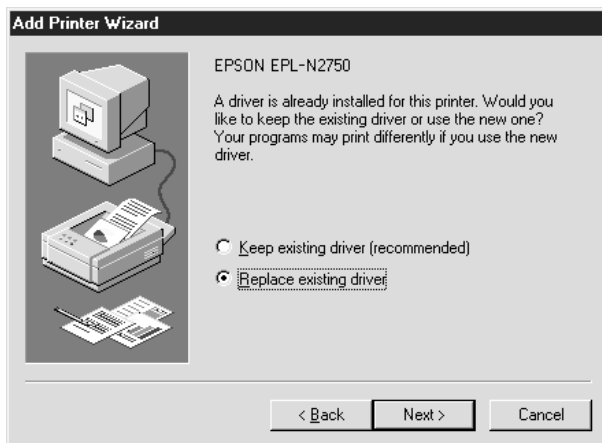 Add Printer Wizard
EPSON EPL-N2750
A driver is already installed for this printer. Would you
like to keep the existing driver or use the new one?
Your programs may print differently if you use the new
driver.
Keep existing driver (recommended)
Replace existing driver
< Back
Next >
Cancel